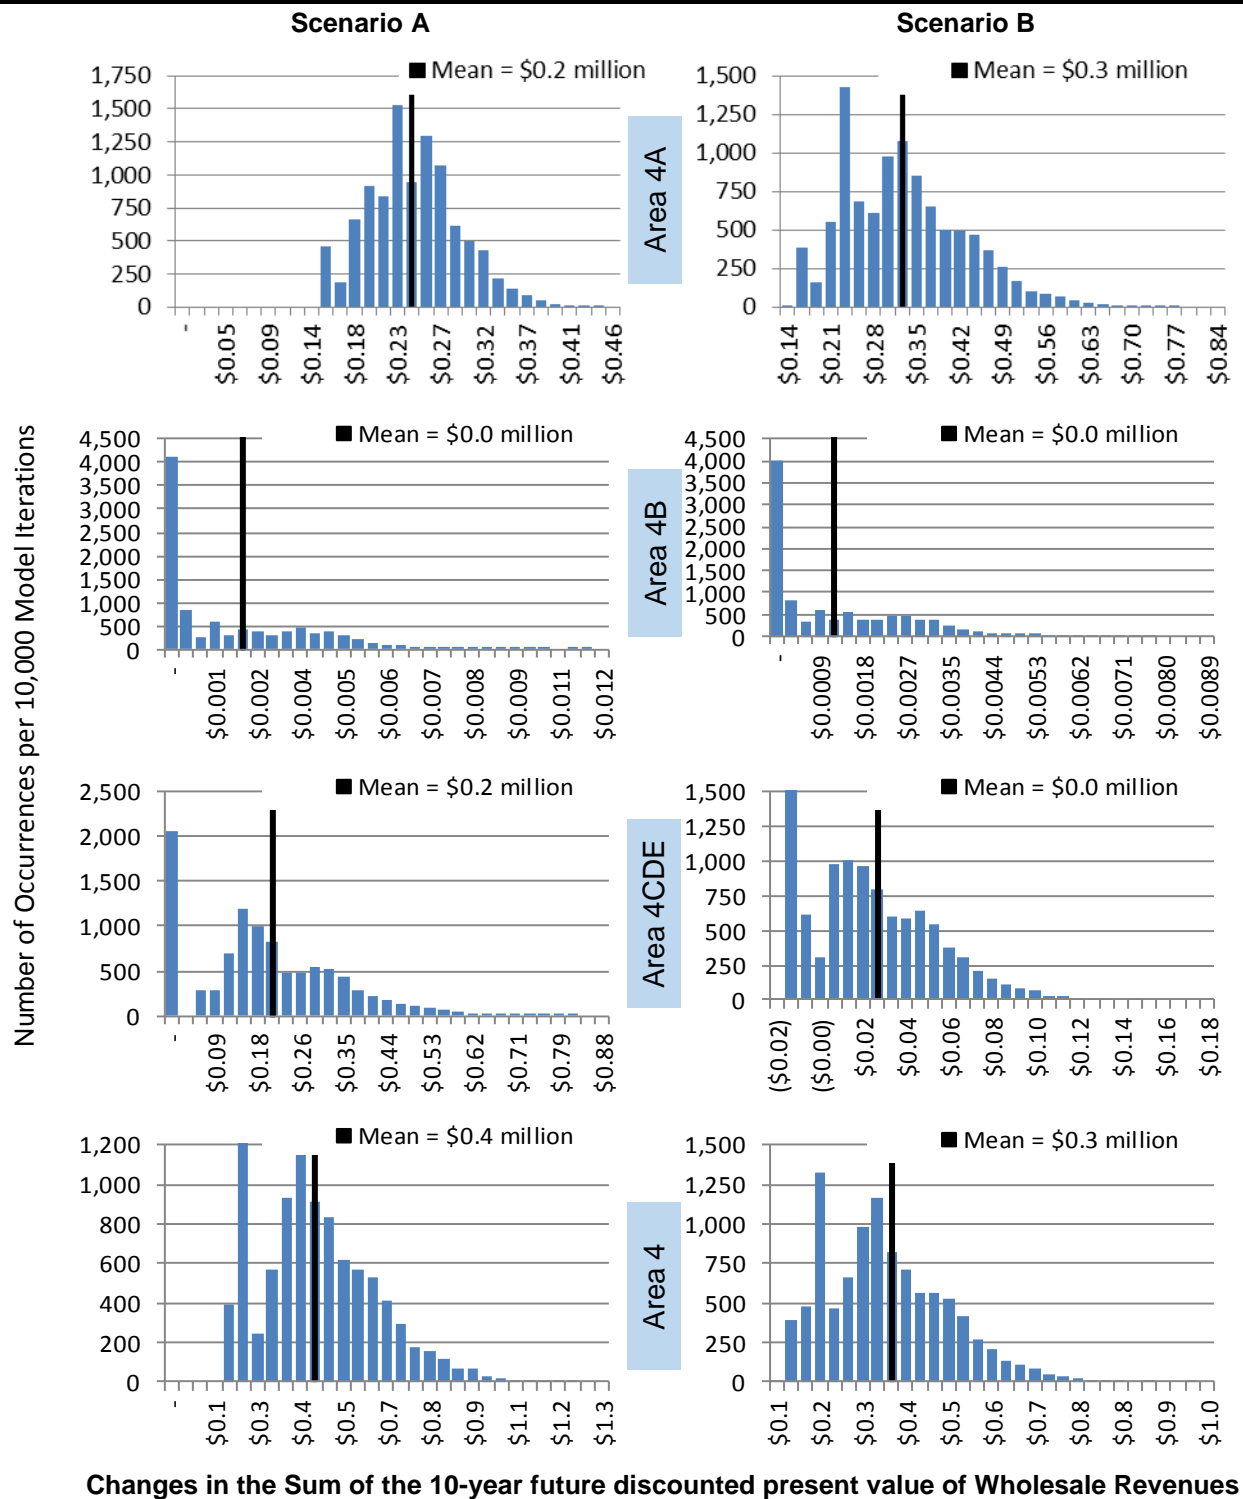 Scenario A
Scenario B
Number of Occurrences per 10,000 Model Iterations
Mean = $0.2 million
1,750
1,500
1,250
1,000
750
500
250
0
- $0.05 $0.09 $0.14 $0.18 $0.23 $0.27 $0.32 $0.37 $0.41 $0.46
Area 4A
Mean = $0.3 million
1,500
1,250
1,000
750
500
250
0
$0.14 $0.21 $0.28 $0.35 $0.42 $0.49 $0.56 $0.63 $0.70 $0.77 $0.84
Mean = $0.0 million
4,500
4,000
3,500
3,000
2,500
2,000
1,500
1,000
500
0
- $0.001 $0.002 $0.004 $0.005 $0.006 $0.007 $0.008 $0.009 $0.011 $0.012
Area 4B
Mean = $0.0 million
4,500
4,000
3,500
3,000
2,500
2,000
1,500
1,000
500
0
- $0.0009 $0.0018 $0.0027 $0.0035 $0.0044 $0.0053 $0.0062 $0.0071 $0.0080 $0.0089
Mean = $0.2 million
2,500
2,000
1,500
1,000
500
0
- $0.09 $0.18 $0.26 $0.35 $0.44 $0.53 $0.62 $0.71 $0.79 $0.88
Area 4CDE
Mean = $0.0 million
1,500
1,250
1,000
750
500
250
0
($0.02) ($0.00) $0.02 $0.04 $0.06 $0.08 $0.10 $0.12 $0.14 $0.16 $0.18
Mean = $0.4 million
1,200
1,000
800
600
400
200
0
- $0.1 $0.3 $0.4 $0.5 $0.7 $0.8 $0.9 $1.1 $1.2 $1.3
Area 4
Mean = $0.3 million
1,500
1,250
1,000
750
500
250
0
$0.1 $0.2 $0.3 $0.4 $0.5 $0.6 $0.7 $0.8 $0.8 $0.9 $1.0
Changes in the Sum of the 10-year future discounted present value of Wholesale Revenues